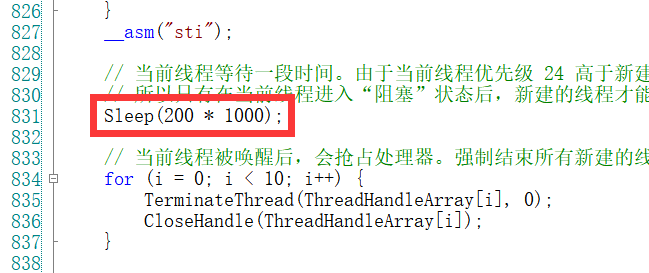 826 }
827 __asm("sti");
828
829 // 当前线程等待一段时间。由于当前线程优先级 24 高于新建
830 // 所以只有在当前线程进入“阻塞”状态后，新建的线程才能
831 Sleep(200 * 1000);
832
833 // 当前线程被唤醒后，会抢占处理器。强制结束所有新建的线
834 for (i = 0; i < 10; i++) {
835 TerminateThread(ThreadHandleArray[i], 0);
836 CloseHandle(ThreadHandleArray[i]);
837 }
838